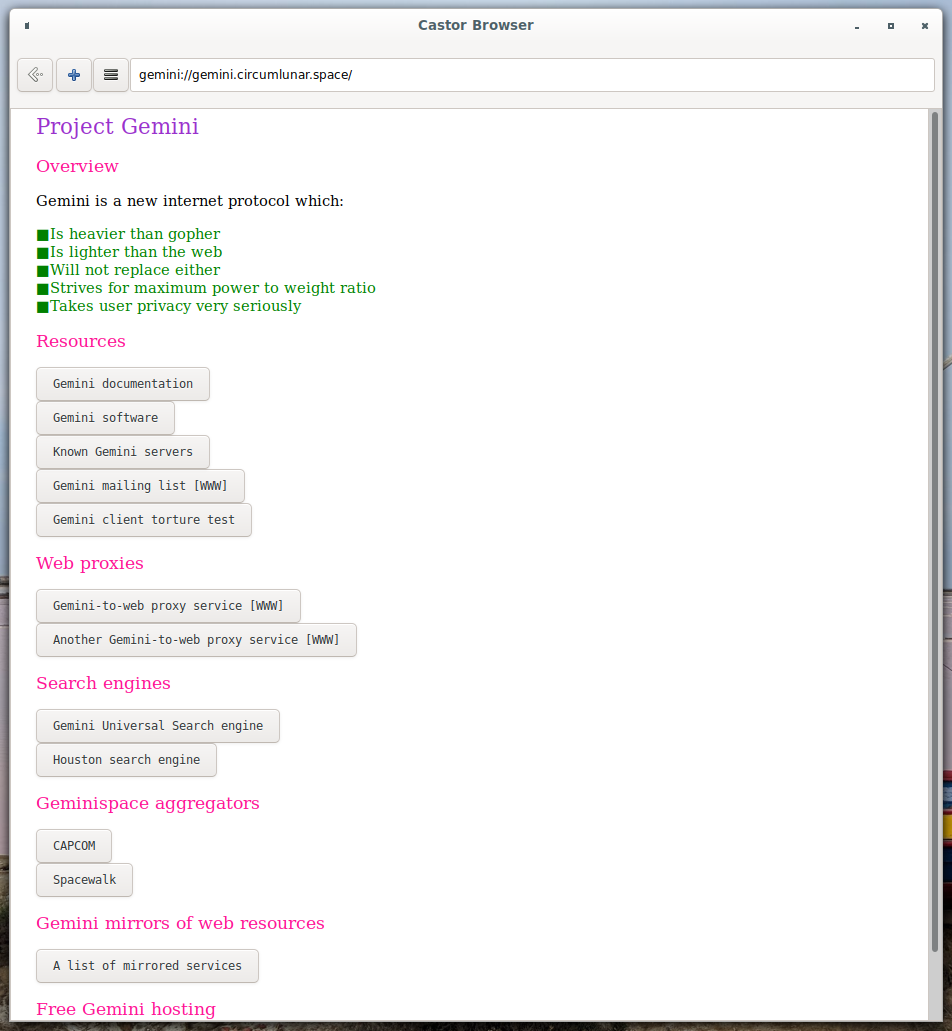 Castor Browser
gemini://gemini.circumlunar.space/
Project Gemini
Overview
Gemini is a new internet protocol which:
■Is heavier than gopher
■Is lighter than the web
■Will not replace either
■Strives for maximum power to weight ratio
■Takes user privacy very seriously
Resources
Gemini documentation
Gemini software
Known Gemini servers
Gemini mailing list [WWW]
Gemini client torture test
Web proxies
Gemini-to-web proxy service [WWW]
Another Gemini-to-web proxy service [WWW]
Search engines
Gemini Universal Search engine
Houston search engine
Geminispace aggregators
CAPCOM
Spacewalk
Gemini mirrors of web resources
A list of mirrored services
Free Gemini hosting